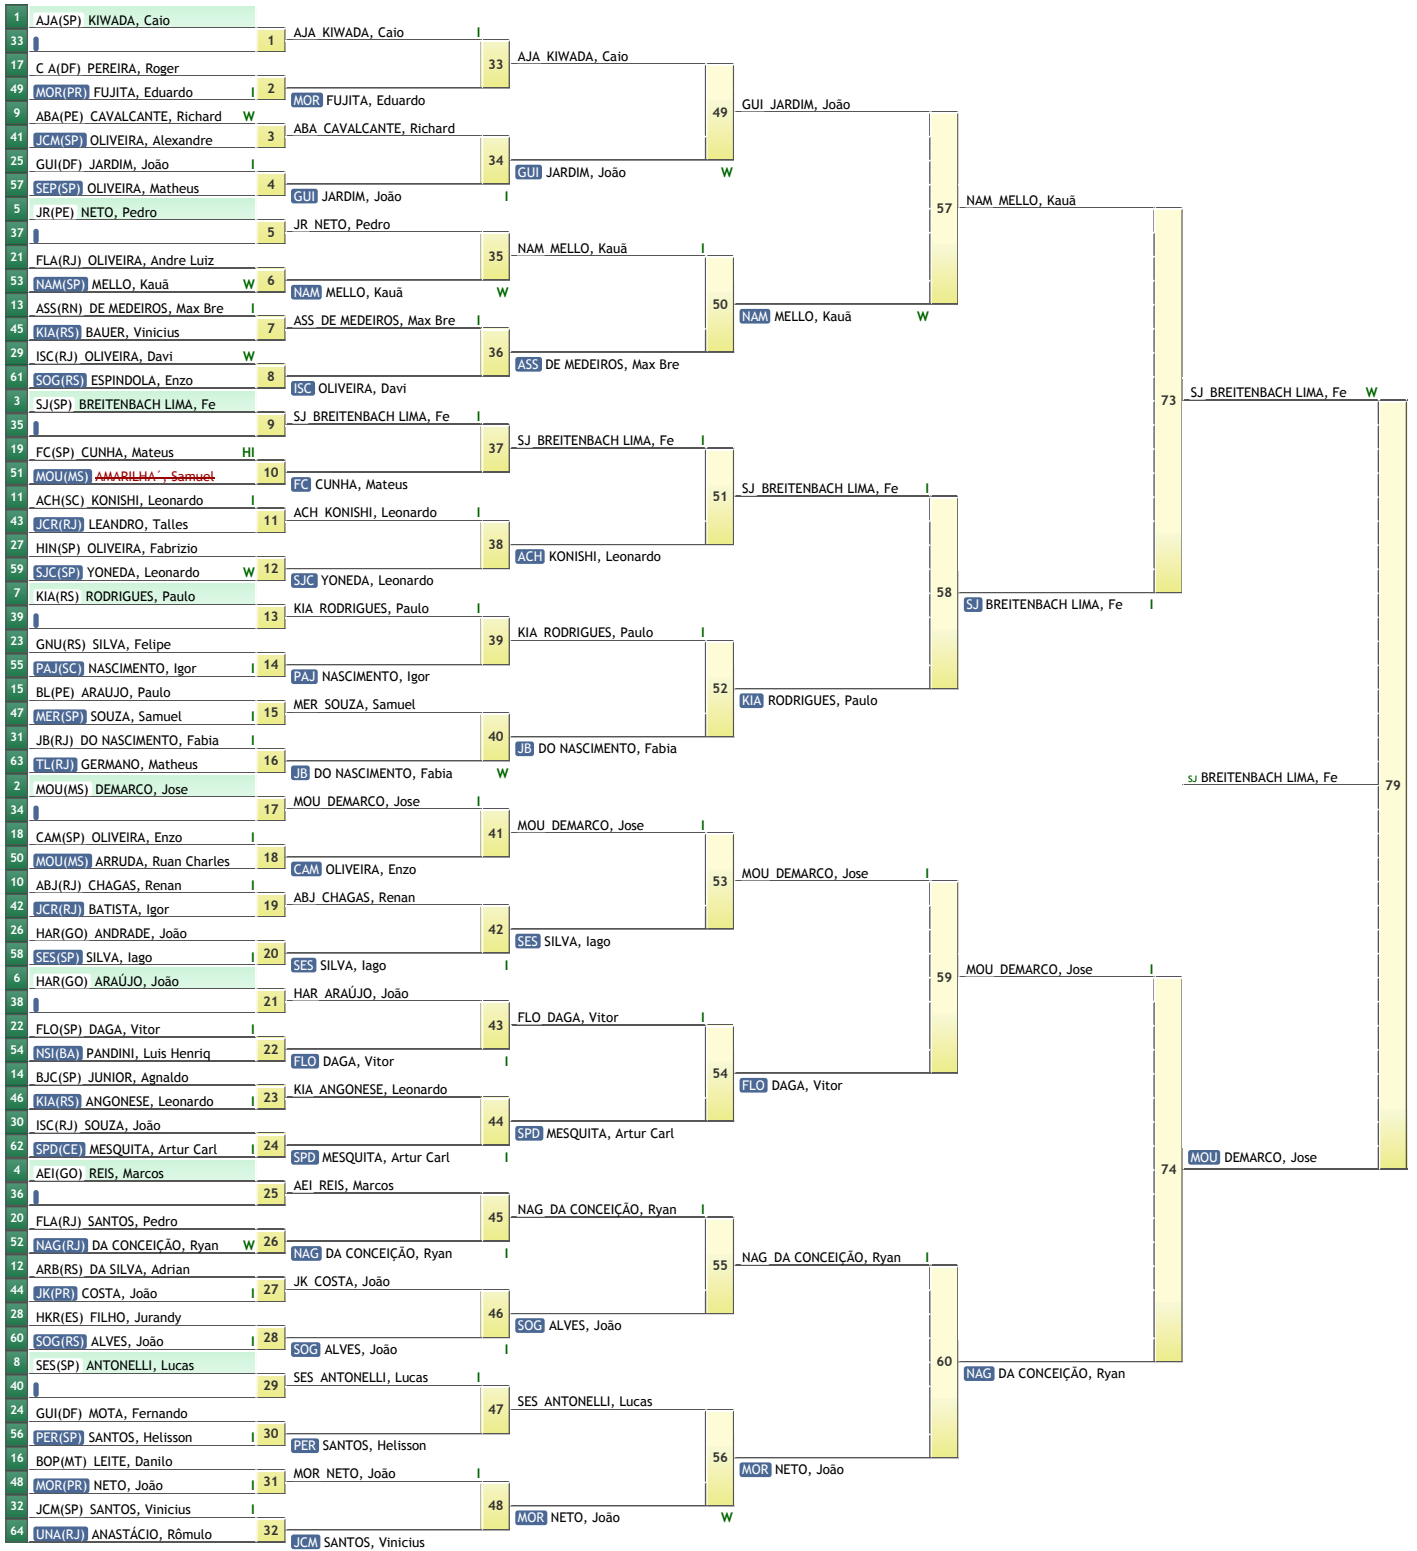 1 AJA(SP) KIWADA, Caio
33
1
AJA KIWADA, Caio I
17 C A(DF) PEREIRA, Roger
49 MOR(PR) FUJITA, Eduardo I
2
MOR FUJITA, Eduardo
33
AJA KIWADA, Caio
9 ABA(PE) CAVALCANTE, Richard W
41 JCM(SP) OLIVEIRA, Alexandre
3
ABA CAVALCANTE, Richard
25 GUI(DF) JARDIM, João I
57 SEP(SP) OLIVEIRA, Matheus
4
GUI JARDIM, João I
34
GUI JARDIM, João W
49
GUI JARDIM, João
5 JR(PE) NETO, Pedro
37
5
JR NETO, Pedro
21 FLA(RJ) OLIVEIRA, Andre Luiz
53 NAM(SP) MELLO, Kauã W
6
NAM MELLO, Kauã W
35
NAM MELLO, Kauã I
13 ASS(RN) DE MEDEIROS, Max Bre I
45 KIA(RS) BAUER, Vinicius
7
ASS DE MEDEIROS, Max Bre I
29 ISC(RJ) OLIVEIRA, Davi W
61 SOG(RS) ESPINDOLA, Enzo
8
ISC OLIVEIRA, Davi
36
ASS DE MEDEIROS, Max Bre
50
NAM MELLO, Kauã W
57
NAM MELLO, Kauã
3 SJ(SP) BREITENBACH LIMA, Fe
35
9
SJ BREITENBACH LIMA, Fe I
19 FC(SP) CUNHA, Mateus HI
51 MOU(MS) AMARILHA´, Samuel
10
FC CUNHA, Mateus
37
SJ BREITENBACH LIMA, Fe I
11 ACH(SC) KONISHI, Leonardo I
43 JCR(RJ) LEANDRO, Talles
11
ACH KONISHI, Leonardo I
27 HIN(SP) OLIVEIRA, Fabrizio
59 SJC(SP) YONEDA, Leonardo W
12
SJC YONEDA, Leonardo
38
ACH KONISHI, Leonardo
51
SJ BREITENBACH LIMA, Fe I
7 KIA(RS) RODRIGUES, Paulo
39
13
KIA RODRIGUES, Paulo I
23 GNU(RS) SILVA, Felipe
55 PAJ(SC) NASCIMENTO, Igor I
14
PAJ NASCIMENTO, Igor
39
KIA RODRIGUES, Paulo I
15 BL(PE) ARAUJO, Paulo
47 MER(SP) SOUZA, Samuel I
15
MER SOUZA, Samuel
31 JB(RJ) DO NASCIMENTO, Fabia I
63 TL(RJ) GERMANO, Matheus
16
JB DO NASCIMENTO, Fabia W
40
JB DO NASCIMENTO, Fabia
52
KIA RODRIGUES, Paulo
58
SJ BREITENBACH LIMA, Fe I
73
SJ BREITENBACH LIMA, Fe W
2 MOU(MS) DEMARCO, Jose
34
17
MOU DEMARCO, Jose I
18 CAM(SP) OLIVEIRA, Enzo I
50 MOU(MS) ARRUDA, Ruan Charles
18
CAM OLIVEIRA, Enzo
41
MOU DEMARCO, Jose I
10 ABJ(RJ) CHAGAS, Renan I
42 JCR(RJ) BATISTA, Igor
19
ABJ CHAGAS, Renan
26 HAR(GO) ANDRADE, João
58 SES(SP) SILVA, Iago I
20
SES SILVA, Iago I
42
SES SILVA, Iago
53
MOU DEMARCO, Jose I
6 HAR(GO) ARAÚJO, João
38
21
HAR ARAÚJO, João
22 FLO(SP) DAGA, Vitor I
54 NSI(BA) PANDINI, Luis Henriq
22
FLO DAGA, Vitor I
43
FLO DAGA, Vitor I
14 BJC(SP) JUNIOR, Agnaldo
46 KIA(RS) ANGONESE, Leonardo I
23
KIA ANGONESE, Leonardo
30 ISC(RJ) SOUZA, João
62 SPD(CE) MESQUITA, Artur Carl I
24
SPD MESQUITA, Artur Carl I
44
SPD MESQUITA, Artur Carl
54
FLO DAGA, Vitor
59
MOU DEMARCO, Jose I
4 AEI(GO) REIS, Marcos
36
25
AEI REIS, Marcos
20 FLA(RJ) SANTOS, Pedro
52 NAG(RJ) DA CONCEIÇÃO, Ryan W
26
NAG DA CONCEIÇÃO, Ryan I
45
NAG DA CONCEIÇÃO, Ryan I
12 ARB(RS) DA SILVA, Adrian
44 JK(PR) COSTA, João I
27
JK COSTA, João
28 HKR(ES) FILHO, Jurandy
60 SOG(RS) ALVES, João I
28
SOG ALVES, João I
46
SOG ALVES, João
55
NAG DA CONCEIÇÃO, Ryan I
8 SES(SP) ANTONELLI, Lucas
40
29
SES ANTONELLI, Lucas I
24 GUI(DF) MOTA, Fernando
56 PER(SP) SANTOS, Helisson I
30
PER SANTOS, Helisson
47
SES ANTONELLI, Lucas
16 BOP(MT) LEITE, Danilo
48 MOR(PR) NETO, João I
31
MOR NETO, João I
32 JCM(SP) SANTOS, Vinicius I
64 UNA(RJ) ANASTÁCIO, Rômulo
32
JCM SANTOS, Vinicius
48
MOR NETO, João W
56
MOR NETO, João
60
NAG DA CONCEIÇÃO, Ryan
74
MOU DEMARCO, Jose
79
SJ BREITENBACH LIMA, Fe